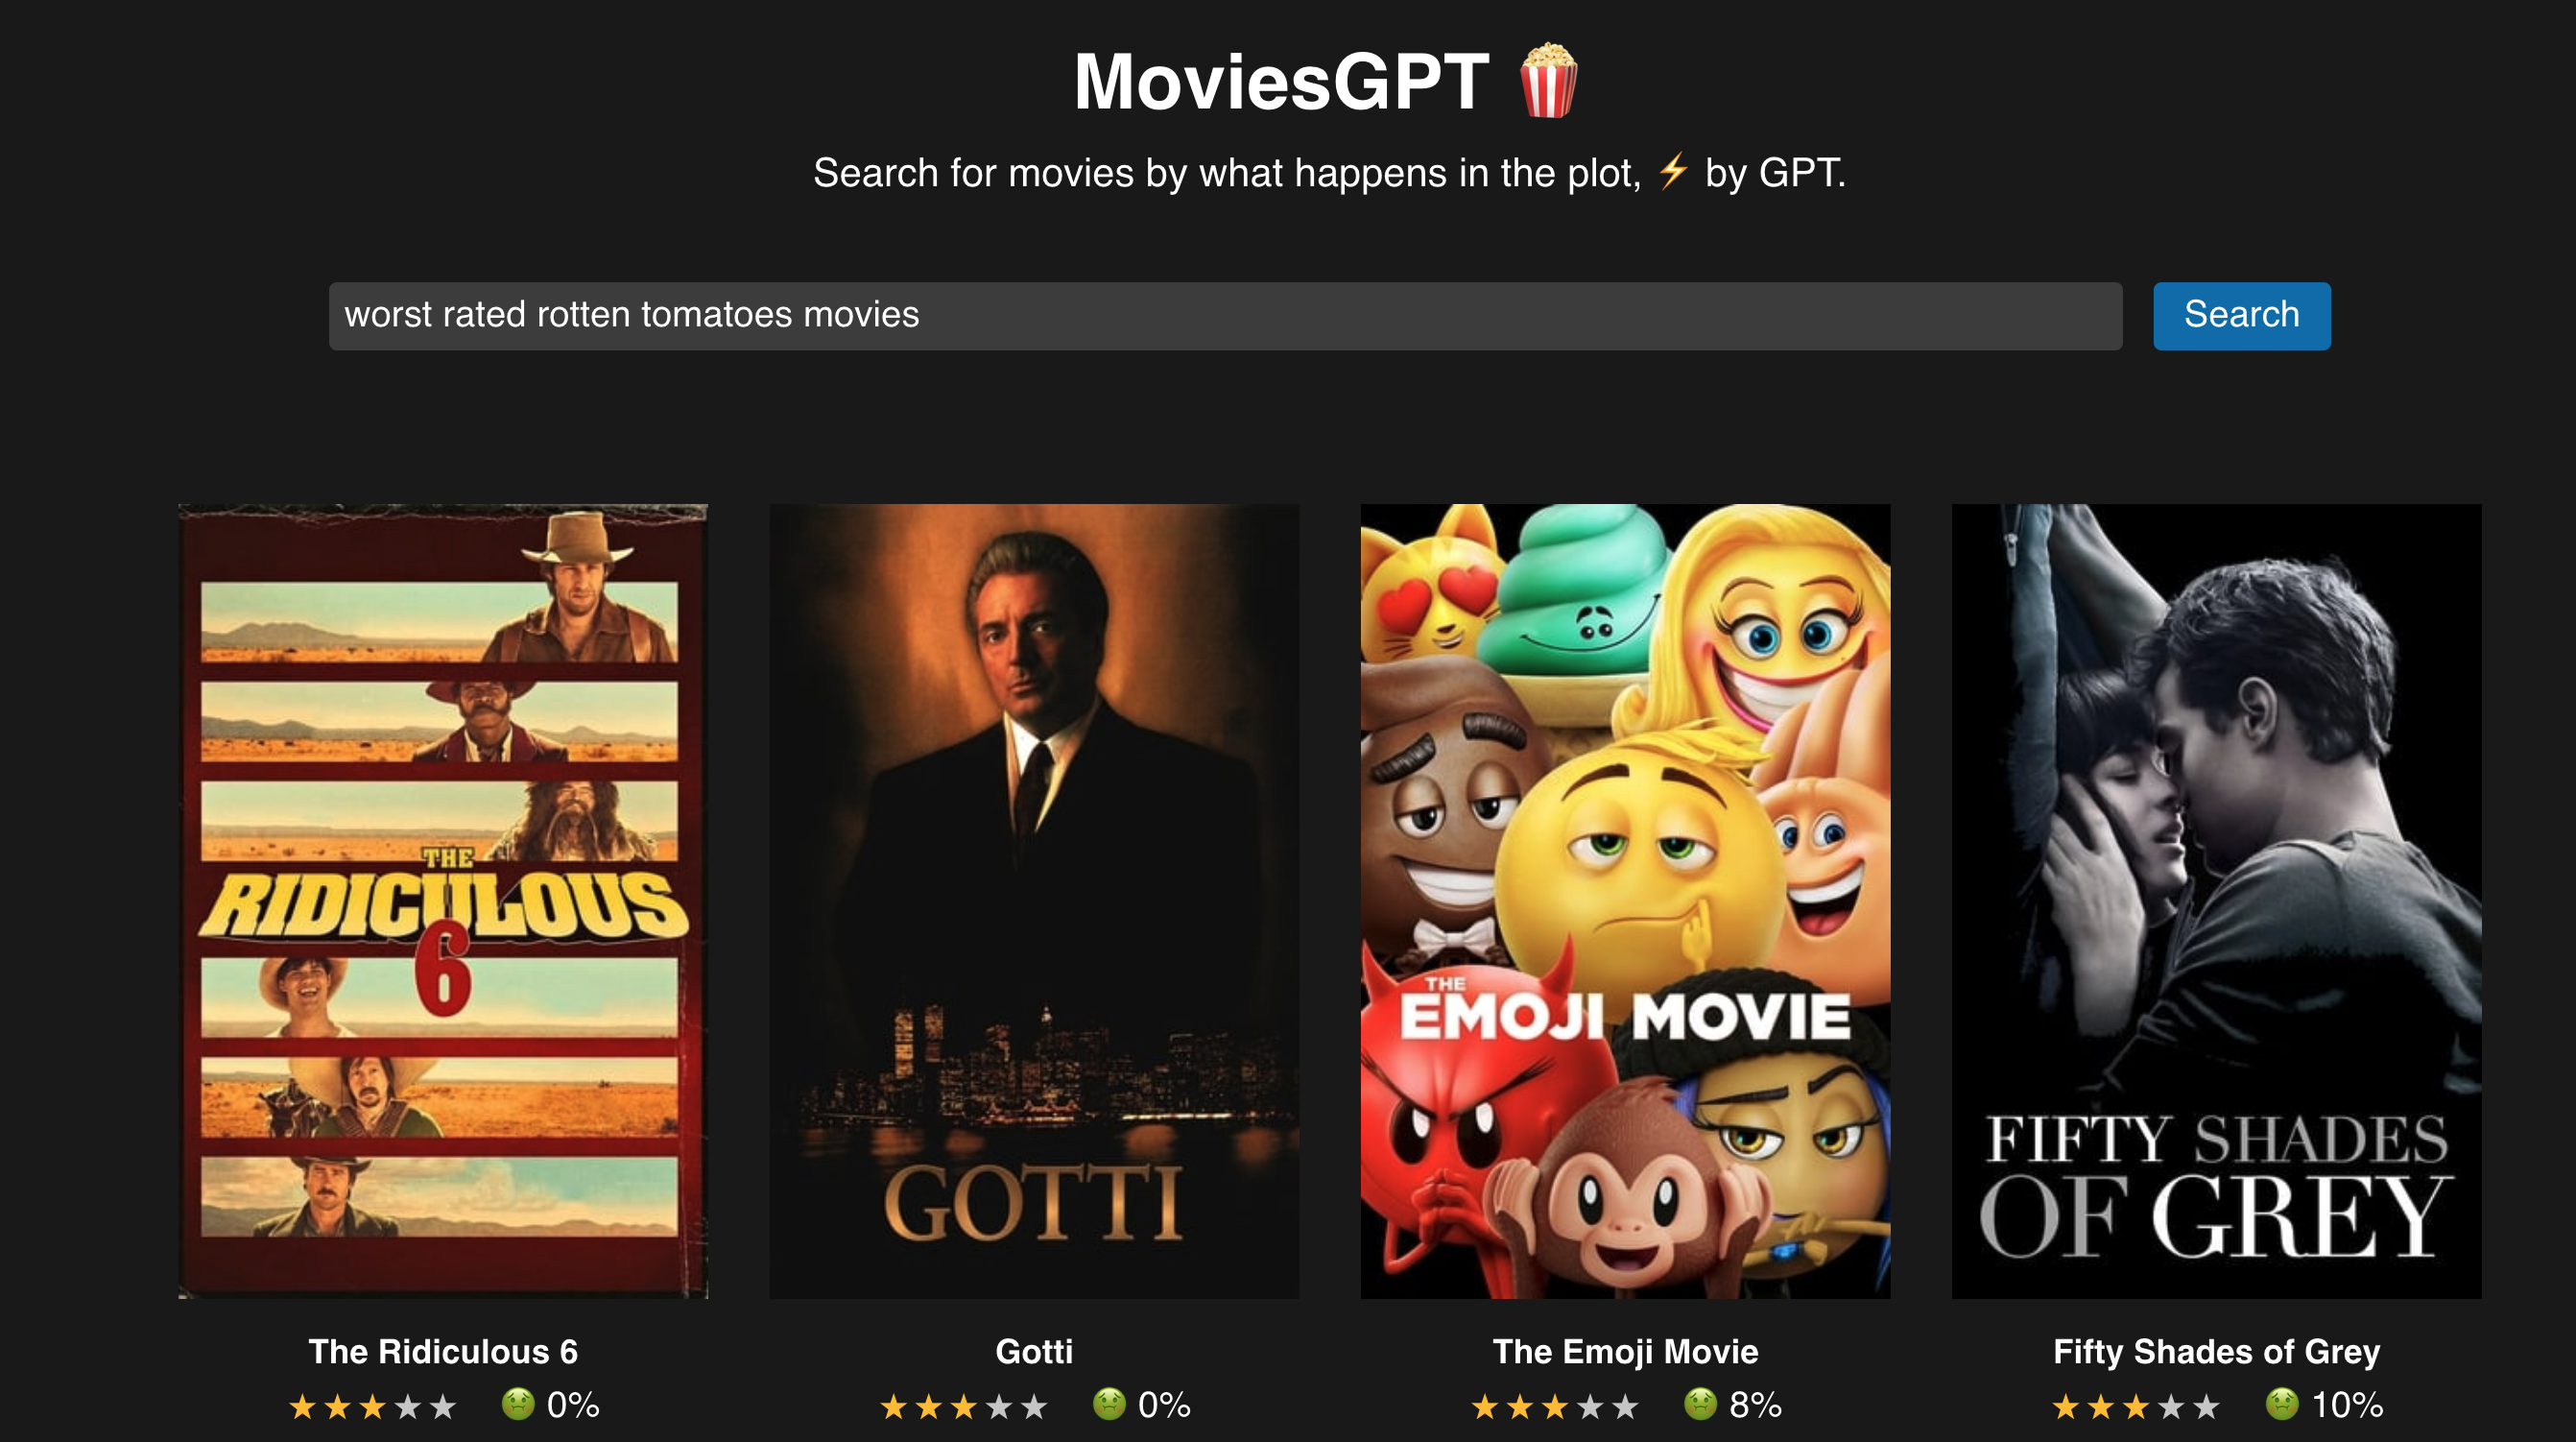 MoviesGPT 🍿
Search for movies by what happens in the plot, ⚡ by GPT.
worst rated rotten tomatoes movies
Search
THE
RIDICULOUS
6
GOTTI
THE
EMOJI MOVIE
FIFTY SHADES
OF GREY
The Ridiculous 6
Gotti
The Emoji Movie
Fifty Shades of Grey
★★★★★ 🤢 0%
★★★★★ 🤢 0%
★★★★★ 🤢 8%
★★★★★ 🤢 10%